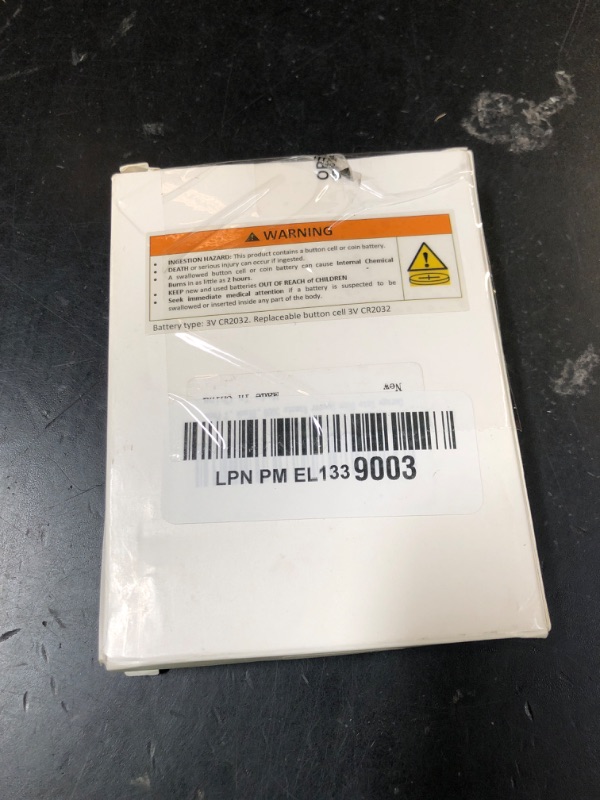 WARNING
INGESTION HAZARD: This product contains a button cell or coin battery.
DEATH or serious injury can occur if ingested.
A swallowed button cell or coin battery can cause Internal Chemical
Burns in as little as 2 hours.
KEEP new and used batteries OUT OF REACH of CHILDREN
Seek immediate medical attention if a battery is suspected to be
swallowed or inserted inside any part of the body.
Battery type: 3V CR2032. Replaceable button cell 3V CR2032
New
LPN PM EL133 9003